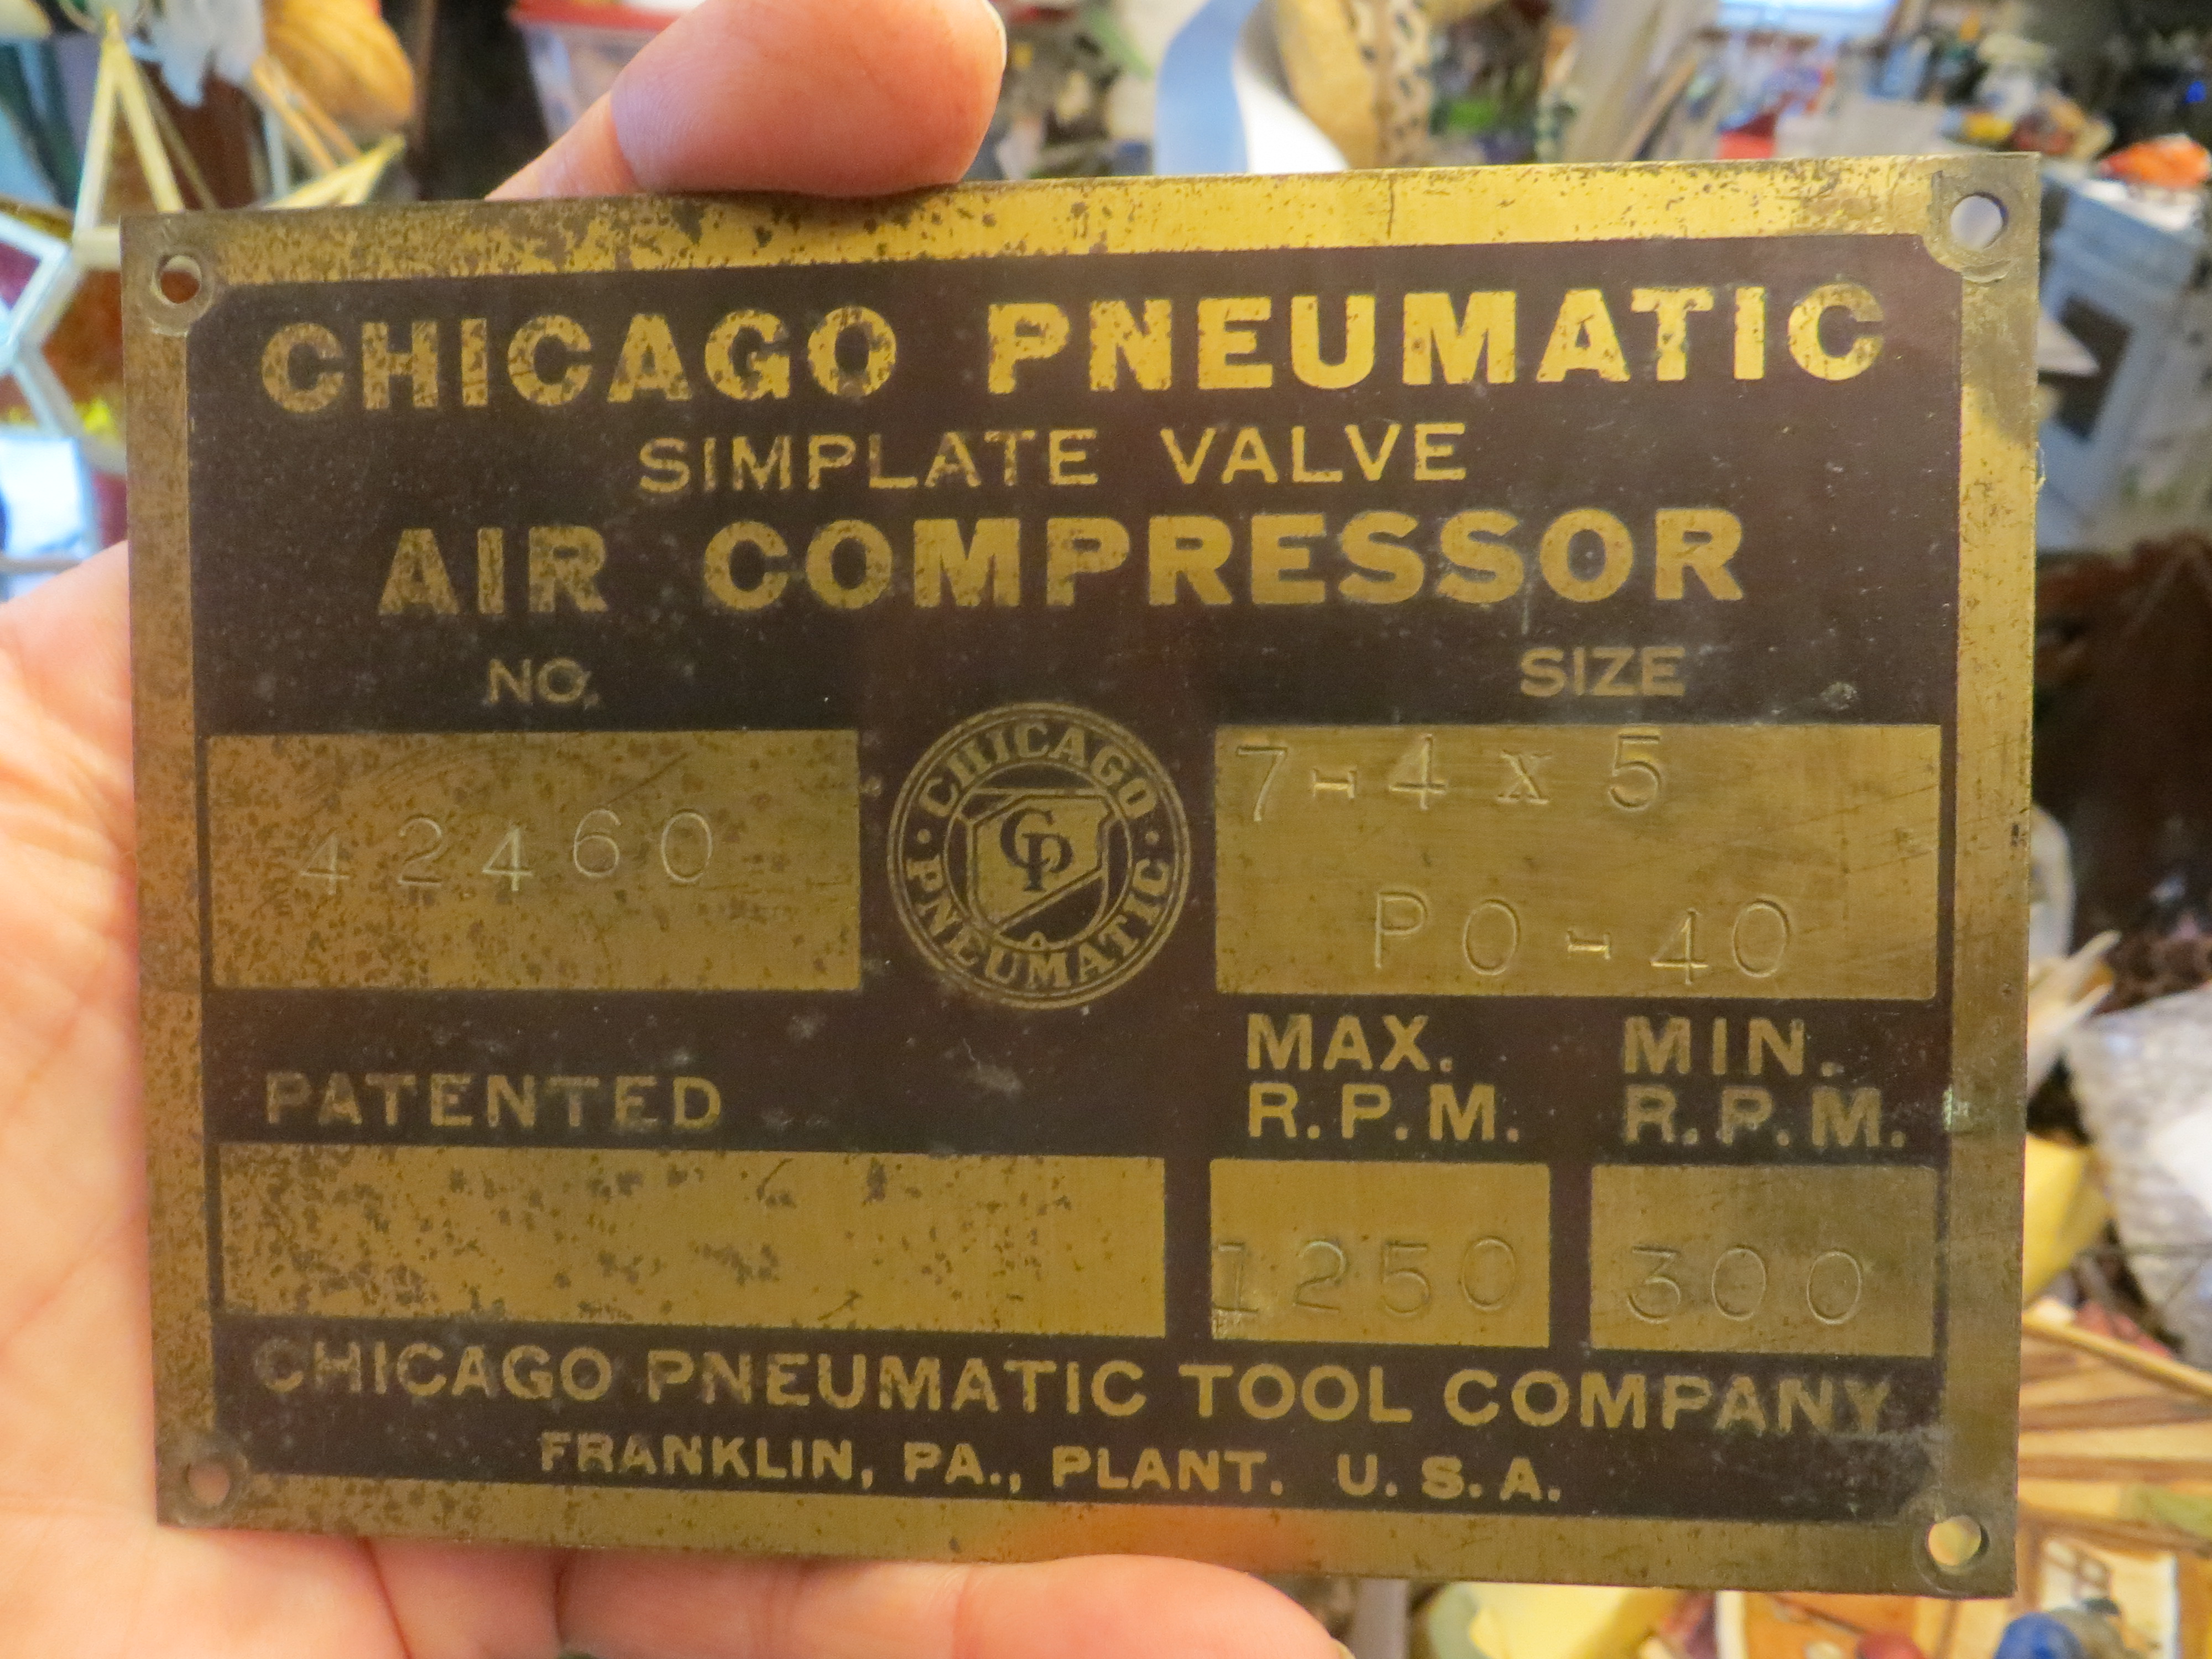 CHICAGO PNEUMATIC
SIMPLATE VALVE
AIR COMPRESSOR
NO.
SIZE
42460
CHICAGO
CP
PNEUMATIC
7-4 x 5
PO-40
PATENTED
MAX.
R.P.M.
MIN.
R.P.M.
1250
300
CHICAGO PNEUMATIC TOOL COMPANY
FRANKLIN, PA., PLANT. U.S.A.